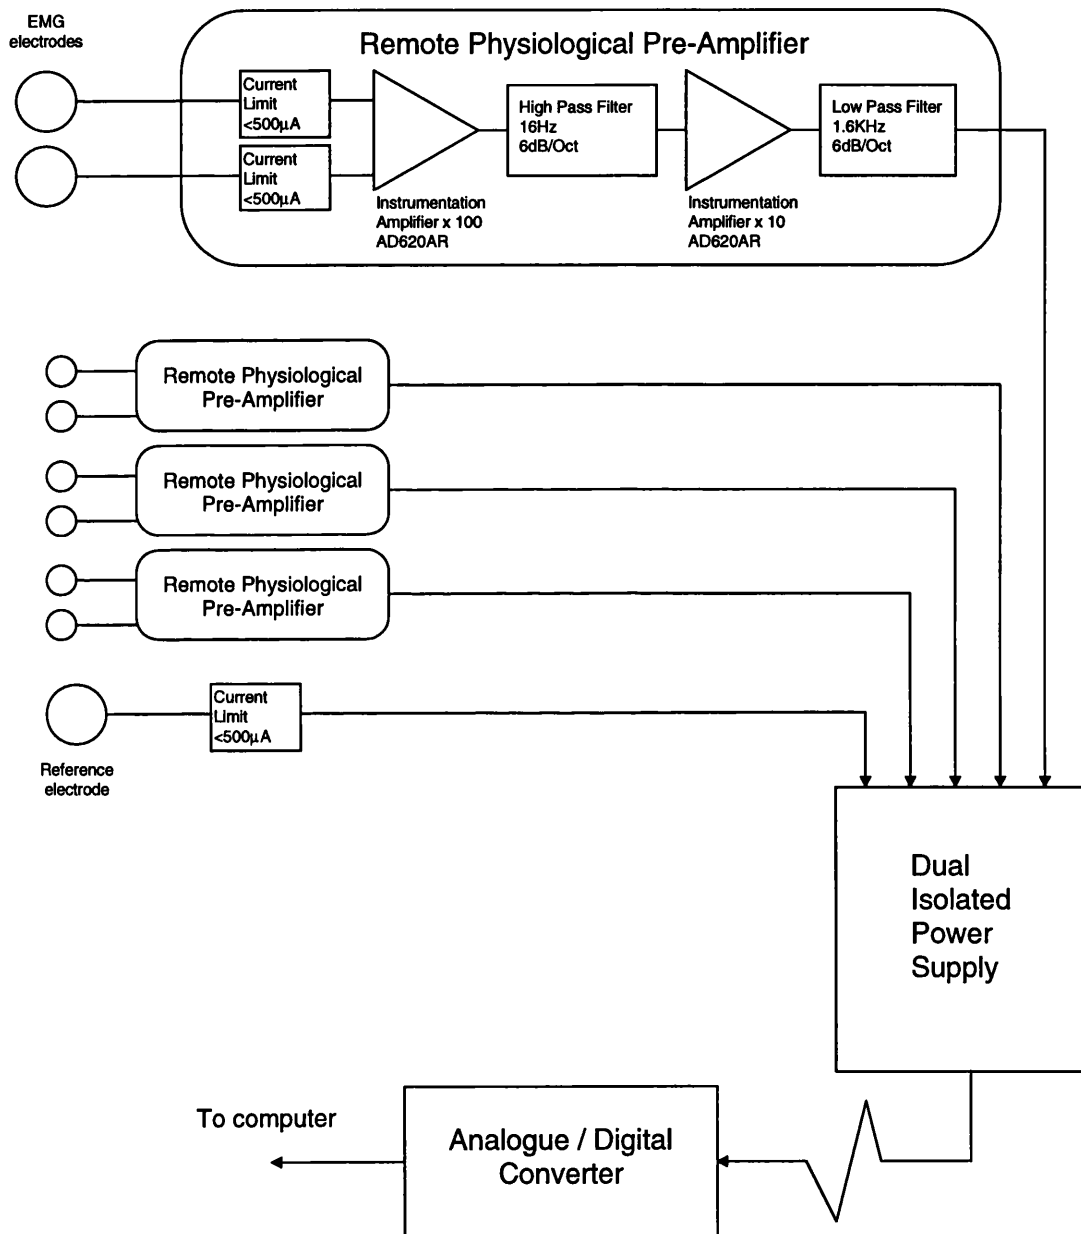 EMG
electrodes
Remote Physiological Pre-Amplifier
Current
Limit
<500µA
Current
Limit
<500µA
Instrumentation
Amplifier x 100
AD620AR
High Pass Filter
16Hz
6dB/Oct
Instrumentation
Amplifier x 10
AD620AR
Low Pass Filter
1.6KHz
6dB/Oct
Remote Physiological
Pre-Amplifier
Remote Physiological
Pre-Amplifier
Remote Physiological
Pre-Amplifier
Current
Limit
<500µA
Reference
electrode
Dual
Isolated
Power
Supply
To computer
Analogue / Digital
Converter